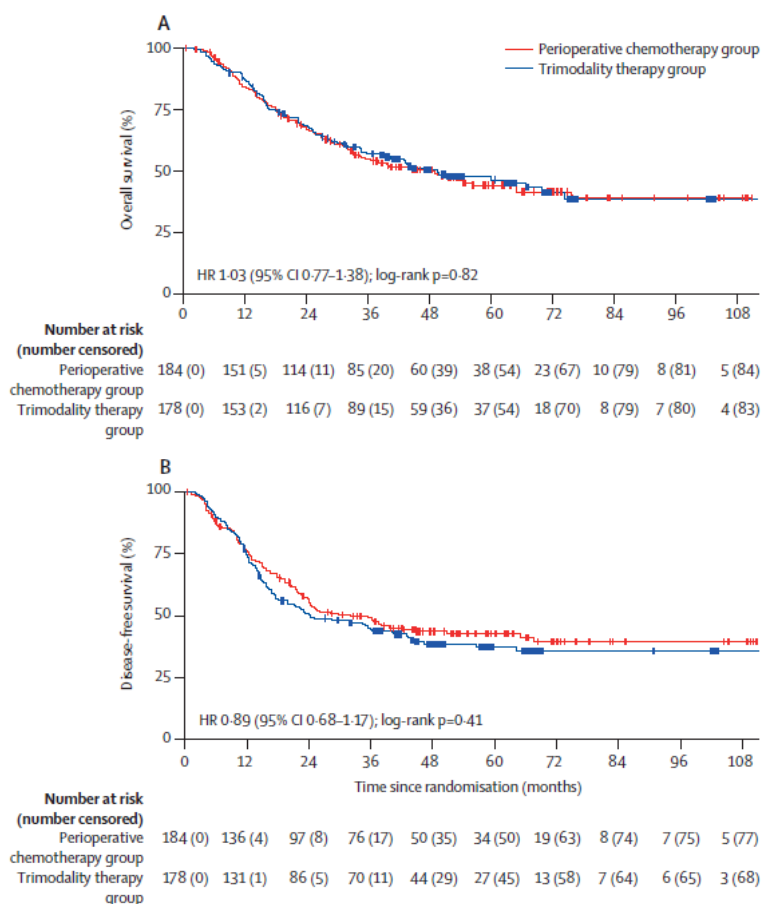 A
100
75
50
25
0
Overall survival (%)
Perioperative chemotherapy group
Trimodality therapy group
HR 1·03 (95% CI 0·77–1·38); log-rank p=0·82
0 12 24 36 48 60 72 84 96 108
Number at risk
(number censored)
Perioperative 184 (0) 151 (5) 114 (11) 85 (20) 60 (39) 38 (54) 23 (67) 10 (79) 8 (81) 5 (84)
chemotherapy group
Trimodality therapy 178 (0) 153 (2) 116 (7) 89 (15) 59 (36) 37 (54) 18 (70) 8 (79) 7 (80) 4 (83)
group
B
100
75
50
25
0
Disease-free survival (%)
HR 0·89 (95% CI 0·68–1·17); log-rank p=0·41
0 12 24 36 48 60 72 84 96 108
Time since randomisation (months)
Number at risk
(number censored)
Perioperative 184 (0) 136 (4) 97 (8) 76 (17) 50 (35) 34 (50) 19 (63) 8 (74) 7 (75) 5 (77)
chemotherapy group
Trimodality therapy 178 (0) 131 (1) 86 (5) 70 (11) 44 (29) 27 (45) 13 (58) 7 (64) 6 (65) 3 (68)
group